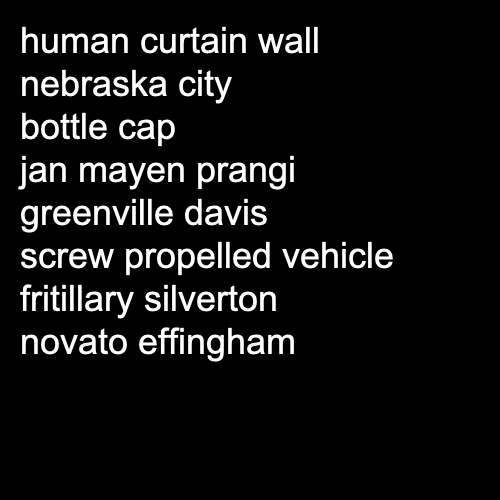 human curtain wall
nebraska city
bottle cap
jan mayen prangi
greenville davis
screw propelled vehicle
fritillary silverton
novato effingham